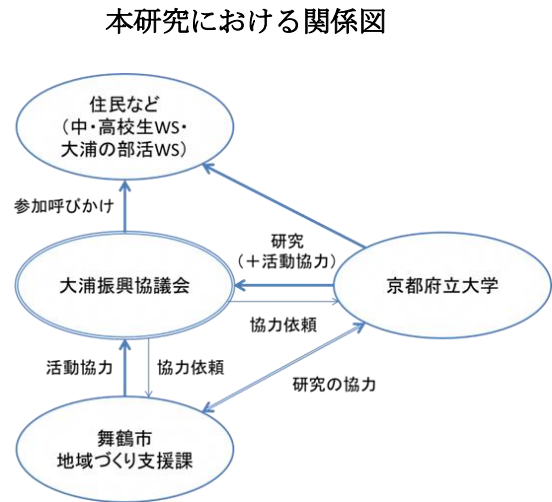 本研究における関係図
住民など
（中・高校生WS・
大浦の部活WS）
参加呼びかけ
研究
（＋活動協力）
大浦振興協議会
京都府立大学
協力依頼
活動協力
協力依頼
研究の協力
舞鶴市
地域づくり支援課